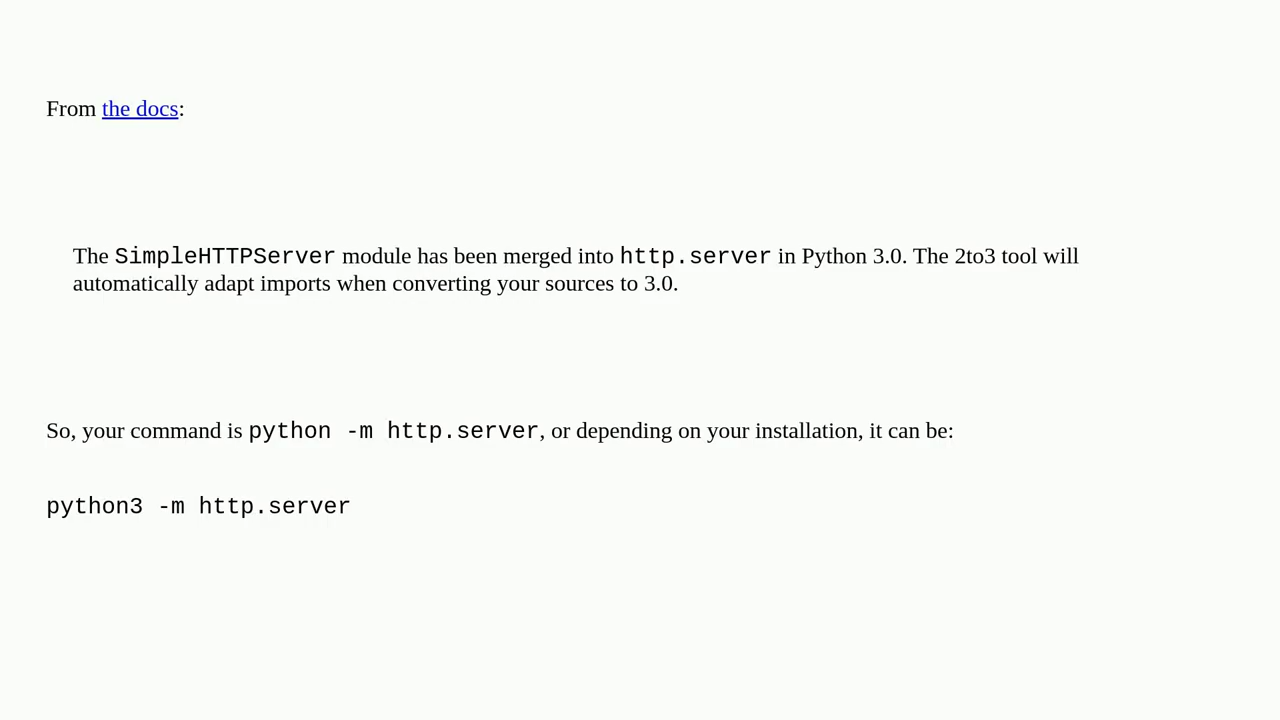 From the docs:
The SimpleHTTPServer module has been merged into http.server in Python 3.0. The 2to3 tool will
automatically adapt imports when converting your sources to 3.0.
So, your command is python -m http.server, or depending on your installation, it can be:
python3 -m http.server